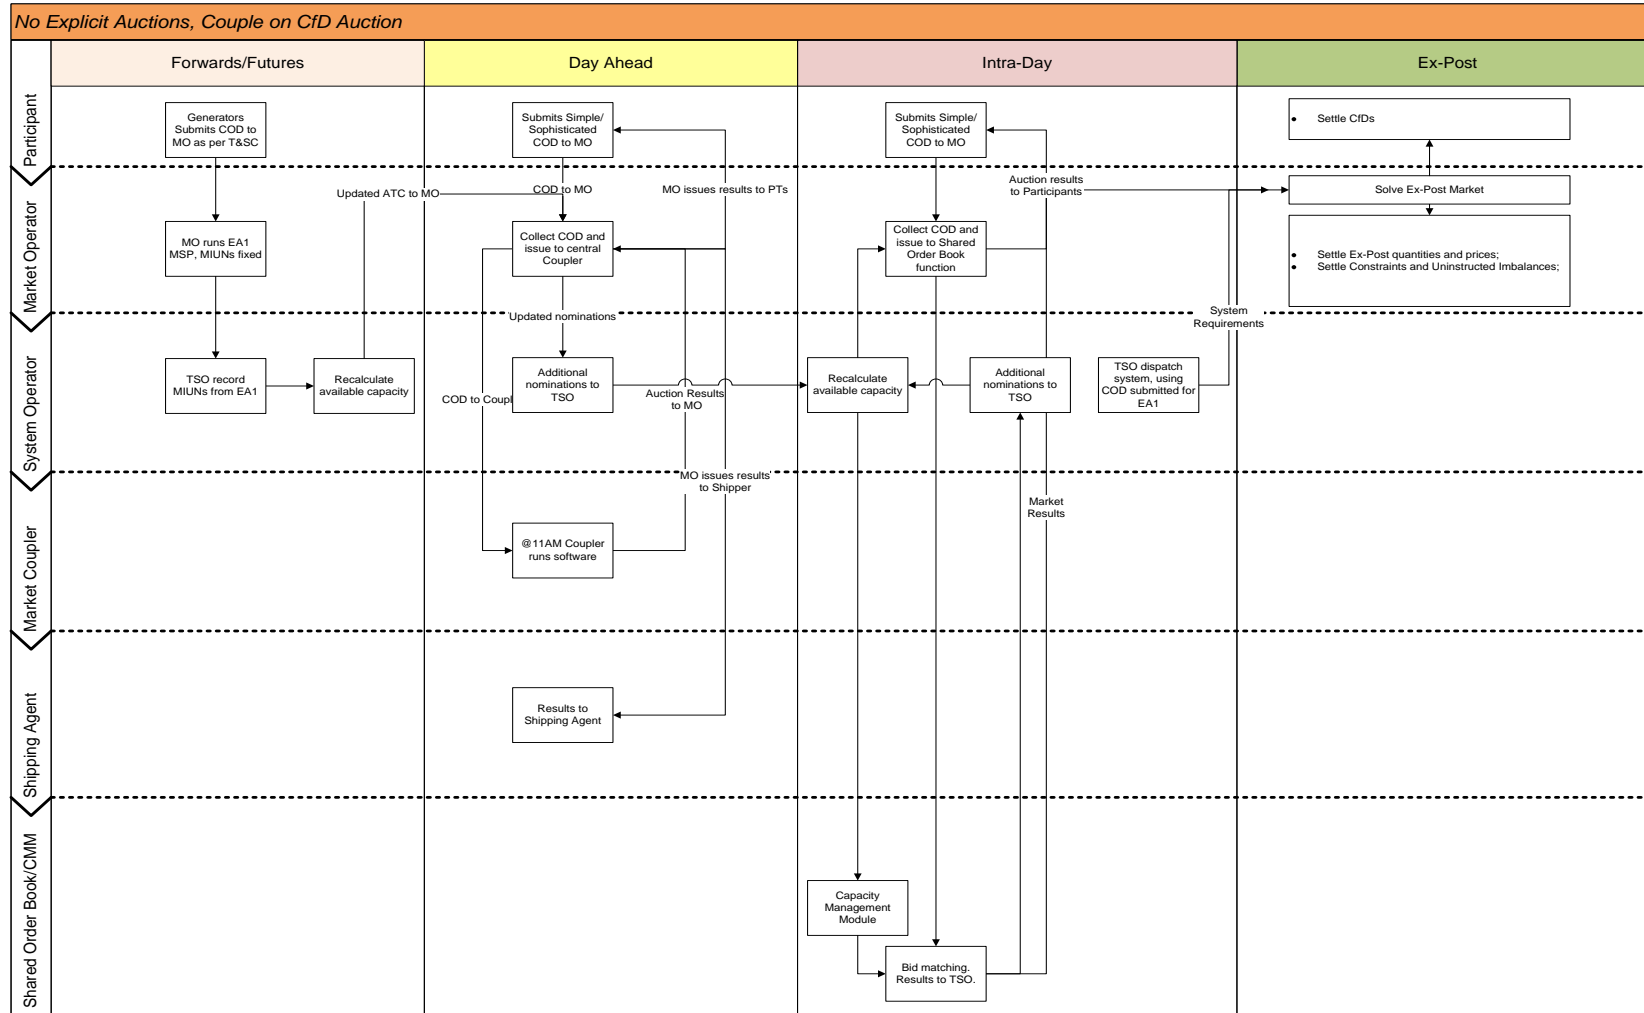 No Explicit Auctions, Couple on CfD Auction
Forwards/Futures
Day Ahead
Intra-Day
Ex-Post
Participant
Generators
Submits COD to
MO as per T&SC
Submits Simple/
Sophisticated
COD to MO
Submits Simple/
Sophisticated
COD to MO
Settle CfDs
Market Operator
Updated ATC to MO
COD to MO
MO issues results to PTs
Auction results
to Participants
Solve Ex-Post Market
MO runs EA1
MSP, MIUNs fixed
Collect COD and
issue to central
Coupler
Collect COD and
issue to Shared
Order Book
function
Settle Ex-Post quantities and prices;
Settle Constraints and Uninstructed Imbalances;
Updated nominations
System
Requirements
System Operator
TSO record
MIUNs from EA1
Recalculate
available capacity
COD to Coupl
Additional
nominations to
TSO
Auction Results
to MO
Recalculate
available capacity
Additional
nominations to
TSO
TSO dispatch
system, using
COD submitted for
EA1
MO issues results
to Shipper
Market
Results
Market Coupler
@11AM Coupler
runs software
Shipping Agent
Results to
Shipping Agent
Shared Order Book/CMM
Capacity
Management
Module
Bid matching.
Results to TSO.